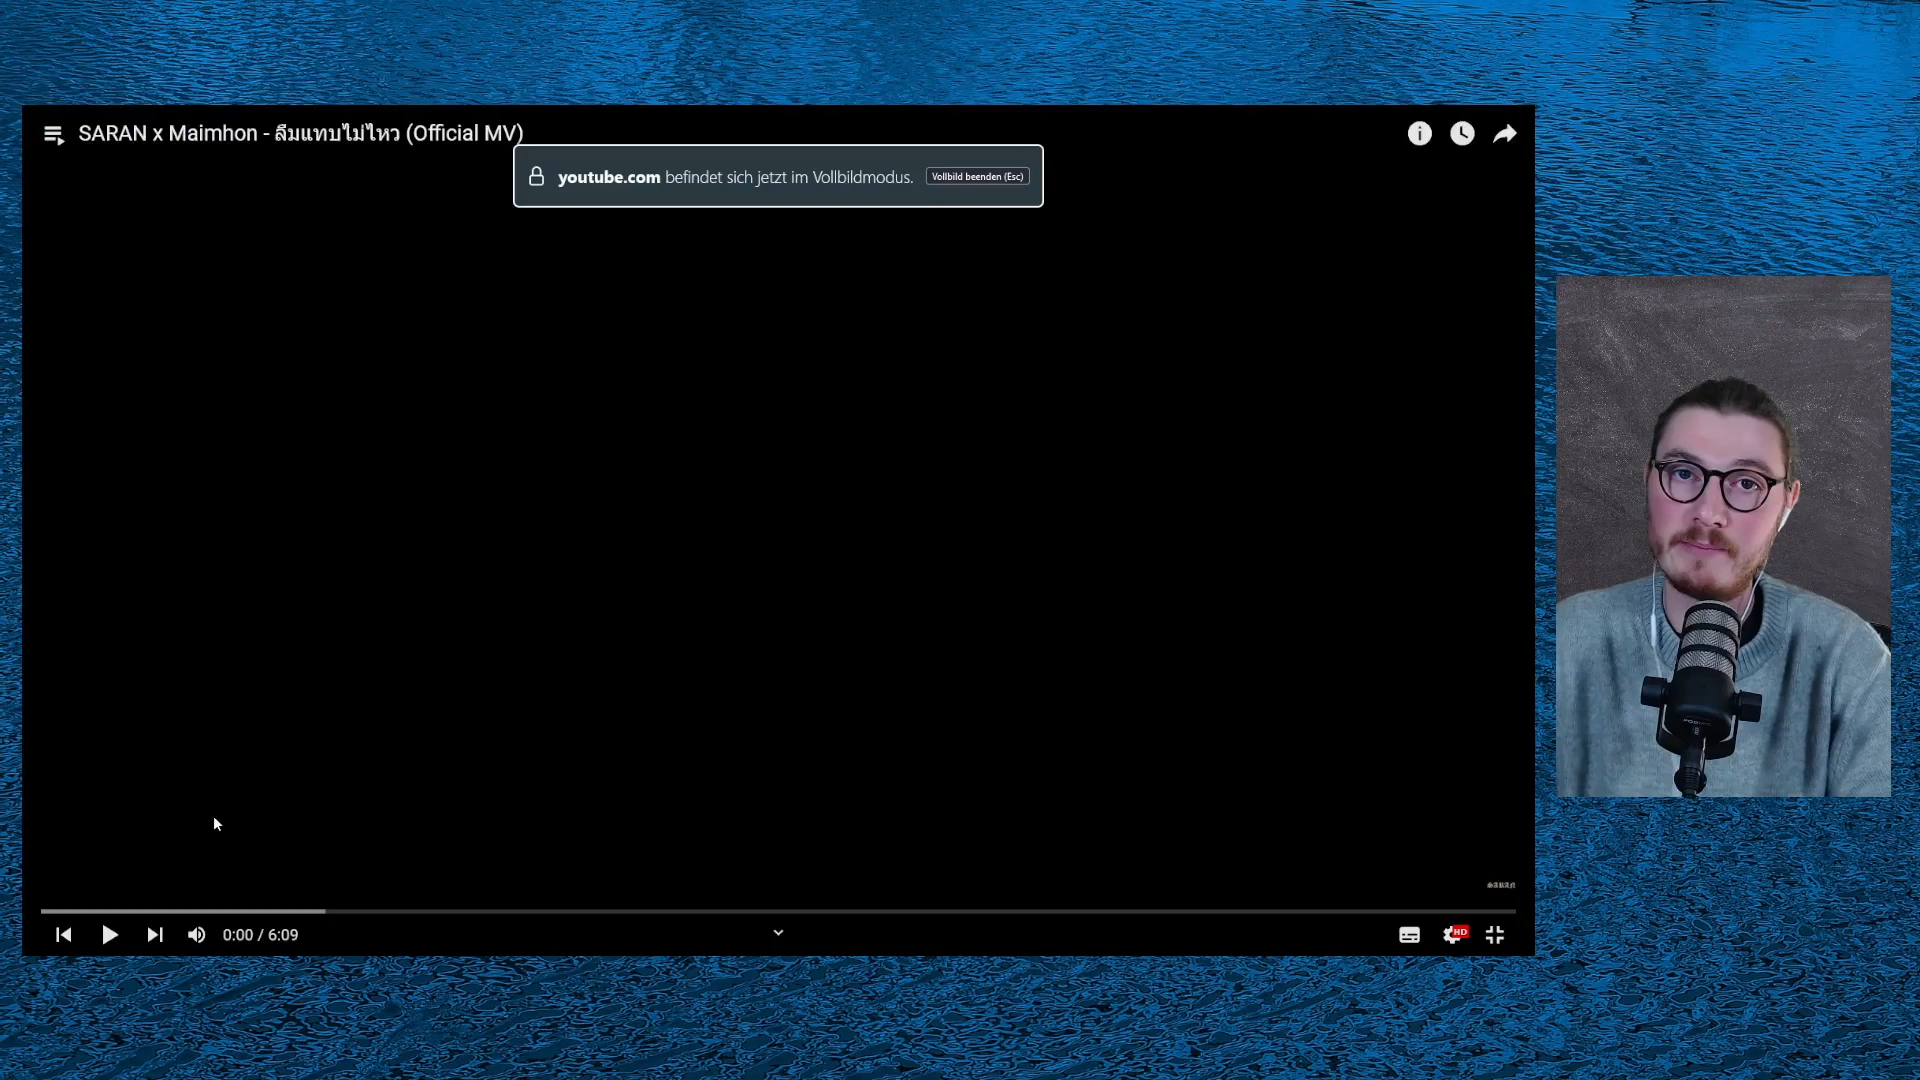 SARAN x Maimhon - ลืมแทบไม่ไหว (Official MV)
youtube.com befindet sich jetzt im Vollbildmodus. Vollbild beenden (Esc)
SARAN
0:00 / 6:09
HD